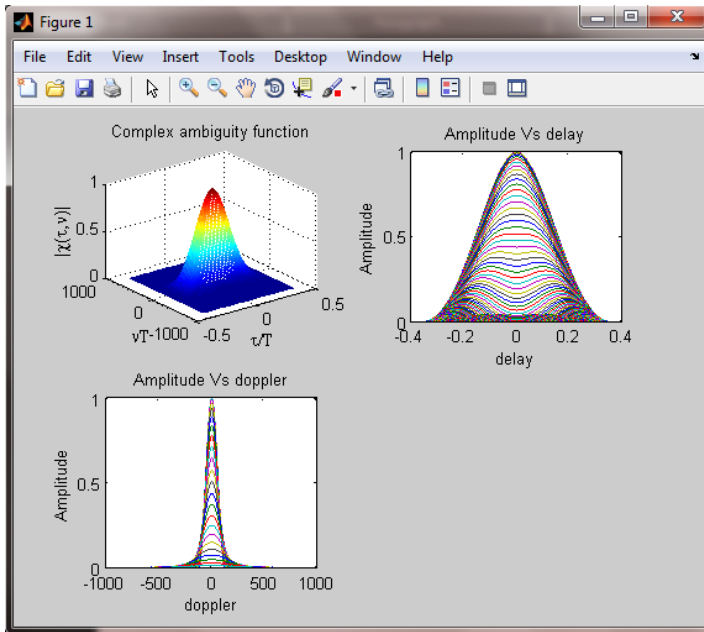 Figure 1
File Edit View Insert Tools Desktop Window Help
Complex ambiguity function
|χ(τ,ν)|
1
0.5
0
1000
0
-1000
νT
-0.5
0
0.5
τ/T
Amplitude Vs delay
Amplitude
1
0.5
0
-0.4 -0.2 0 0.2 0.4
delay
Amplitude Vs doppler
Amplitude
1
0.5
0
-1000 -500 0 500 1000
doppler